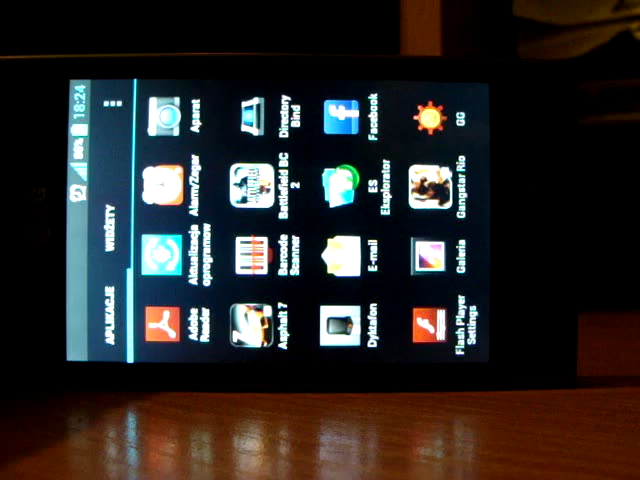 86% 18:24
APLIKACJE WIDŻETY
Adobe
Reader
Aktualizacja
oprogramow
Alarm/Zegar
Aparat
Asphalt 7
Barcode
Scanner
Battlefield BC
2
Directory
Bind
Dyktafon
E-mail
ES
Eksplorator
Facebook
Flash Player
Settings
Galeria
Gangstar Rio
GG